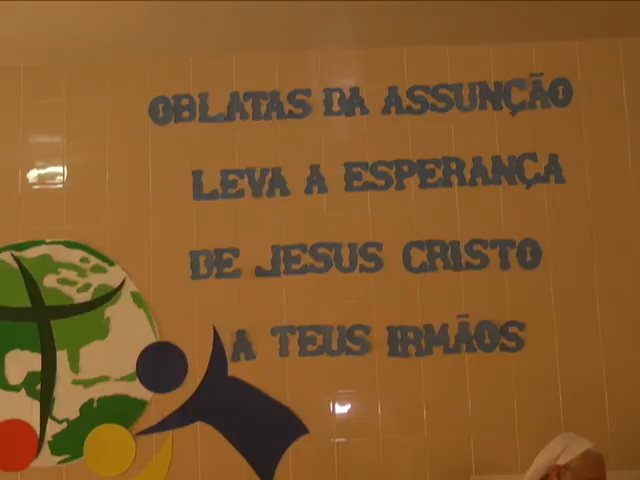 OBLATAS DA ASSUNÇÃO
LEVA A ESPERANÇA
DE JESUS CRISTO
A TEUS IRMÃOS